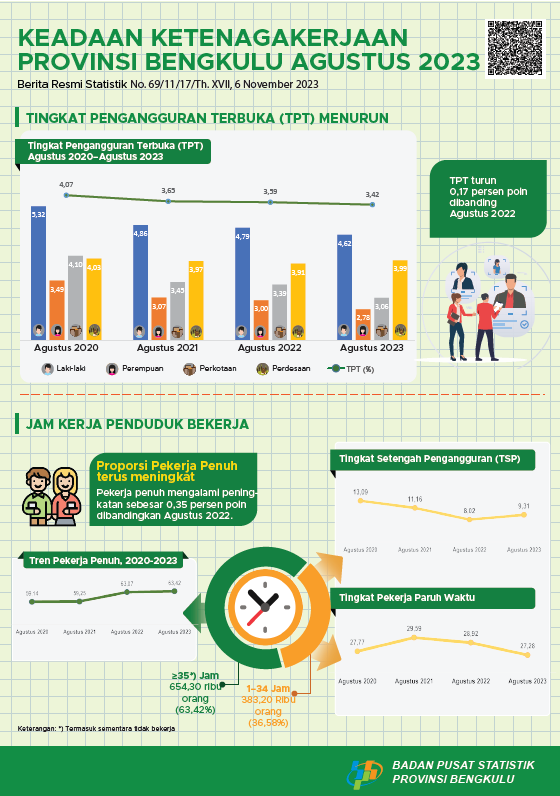 KEADAAN KETENAGAKERJAAN
PROVINSI BENGKULU AGUSTUS 2023
Berita Resmi Statistik No. 69/11/17/Th. XVII, 6 November 2023
TINGKAT PENGANGGURAN TERBUKA (TPT) MENURUN
Tingkat Pengangguran Terbuka (TPT)
Agustus 2020–Agustus 2023
4,07
3,65
3,59
3,42
5,32
3,49
4,10
4,03
4,86
3,07
3,45
3,97
4,79
3,00
3,39
3,91
4,62
2,78
3,06
3,99
Agustus 2020
Agustus 2021
Agustus 2022
Agustus 2023
Laki-laki
Perempuan
Perkotaan
Perdesaan
TPT (%)
TPT turun
0,17 persen poin
dibanding
Agustus 2022
JAM KERJA PENDUDUK BEKERJA
Proporsi Pekerja Penuh
terus meningkat
Pekerja penuh mengalami pening-
katan sebesar 0,35 persen poin
dibandingkan Agustus 2022.
Tren Pekerja Penuh, 2020-2023
59,14
59,25
63,07
63,42
Agustus 2020
Agustus 2021
Agustus 2022
Agustus 2023
≥35*) Jam
654,30 ribu
orang
(63,42%)
1–34 Jam
383,20 Ribu
orang
(36,58%)
Tingkat Setengah Pengangguran (TSP)
13,09
11,16
8,02
9,31
Agustus 2020
Agustus 2021
Agustus 2022
Agustus 2023
Tingkat Pekerja Paruh Waktu
27,77
29,59
28,92
27,28
Agustus 2020
Agustus 2021
Agustus 2022
Agustus 2023
Keterangan: *) Termasuk sementara tidak bekerja
BADAN PUSAT STATISTIK
PROVINSI BENGKULU